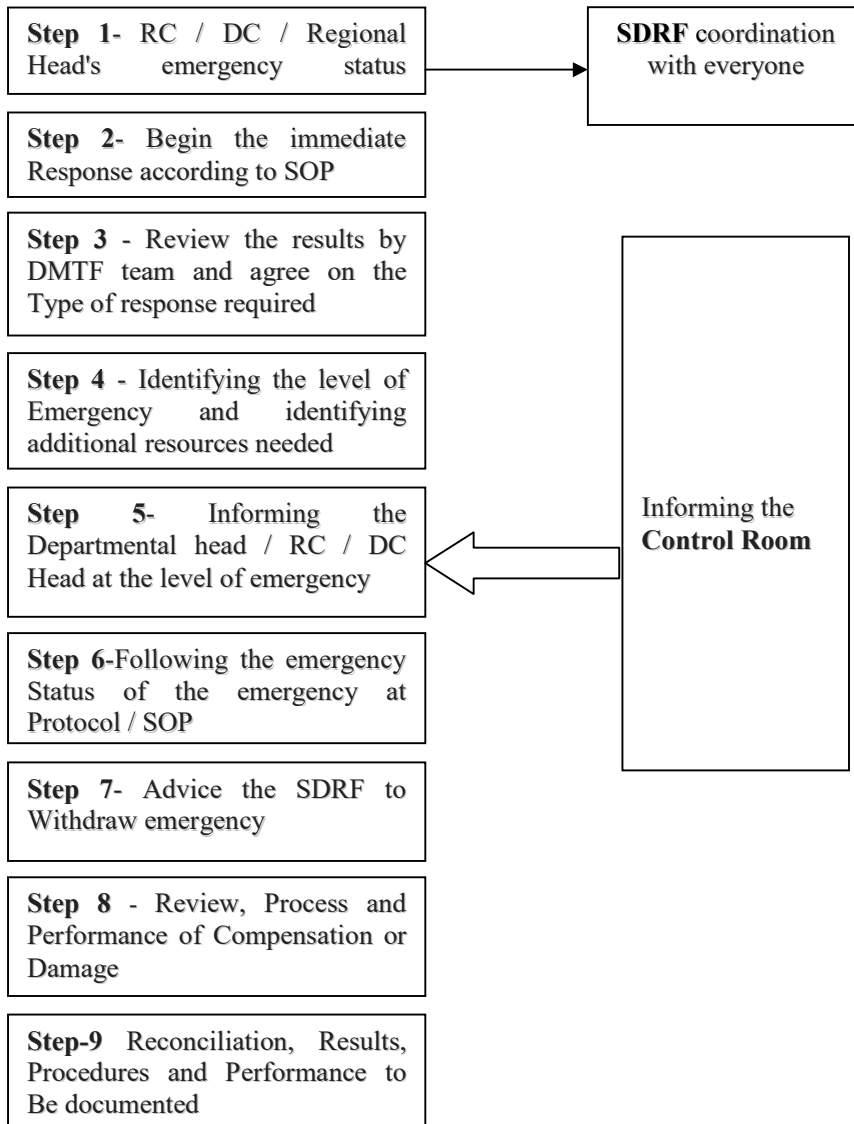 Step 1- RC / DC / Regional
Head's emergency status
SDRF coordination
with everyone
Step 2- Begin the immediate
Response according to SOP
Step 3 - Review the results by
DMTF team and agree on the
Type of response required
Step 4 - Identifying the level of
Emergency and identifying
additional resources needed
Step 5- Informing the
Departmental head / RC / DC
Head at the level of emergency
Informing the
Control Room
Step 6-Following the emergency
Status of the emergency at
Protocol / SOP
Step 7- Advice the SDRF to
Withdraw emergency
Step 8 - Review, Process and
Performance of Compensation or
Damage
Step-9 Reconciliation, Results,
Procedures and Performance to
Be documented